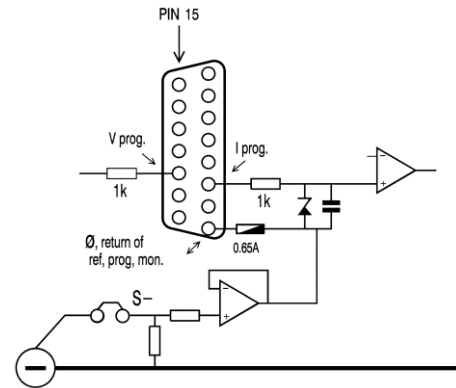 PIN 15
V prog.
I prog.
1k
1k
Ø, return of
ref, prog, mon.
0.65A
S–
−
+
−
+
−